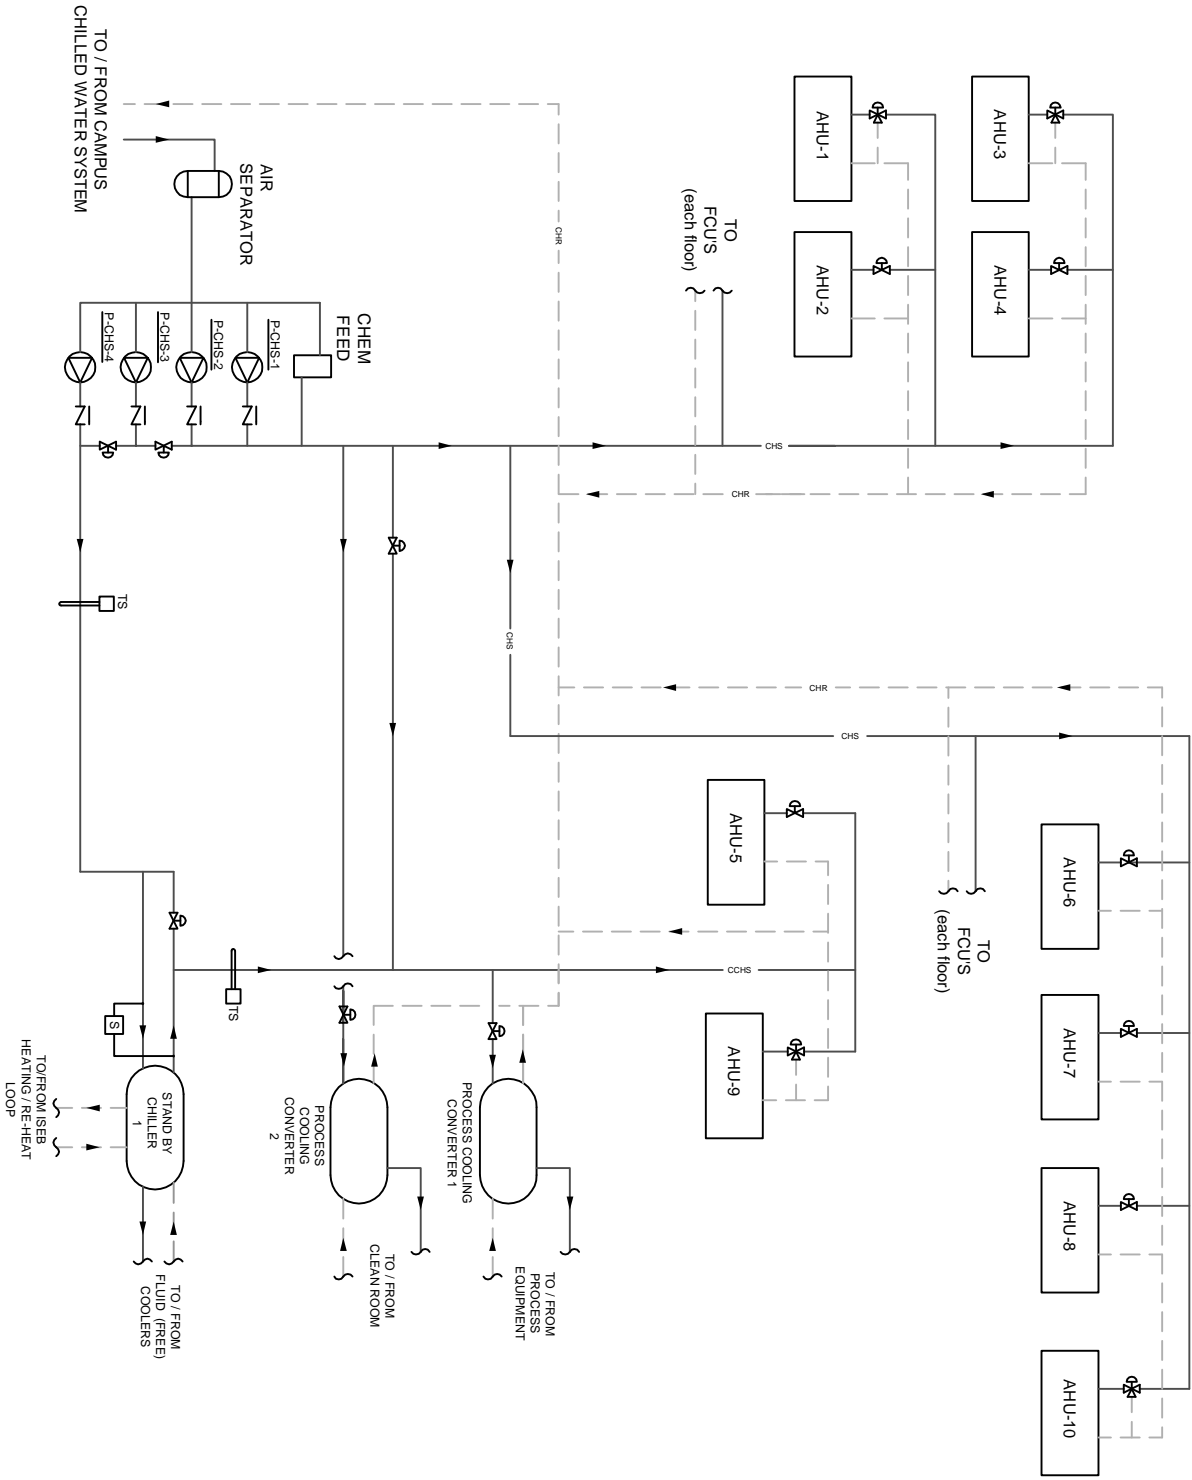 TO / FROM CAMPUS
CHILLED WATER SYSTEM
AIR
SEPARATOR
CHEM
FEED
P-CHS-1
P-CHS-2
P-CHS-3
P-CHS-4
TS
CHR
TO
FCU'S
(each floor)
AHU-1
AHU-2
AHU-3
AHU-4
CHS
CHR
CHS
CHR
CHS
TO
FCU'S
(each floor)
AHU-5
AHU-9
AHU-6
AHU-7
AHU-8
AHU-10
CCHS
TS
S
STAND BY
CHILLER
1
TO/FROM ISEB
HEATING / RE-HEAT
LOOP
TO / FROM
FLUID (FREE)
COOLERS
PROCESS
COOLING
CONVERTER
2
TO / FROM
CLEAN ROOM
PROCESS COOLING
CONVERTER 1
TO / FROM
PROCESS
EQUIPMENT